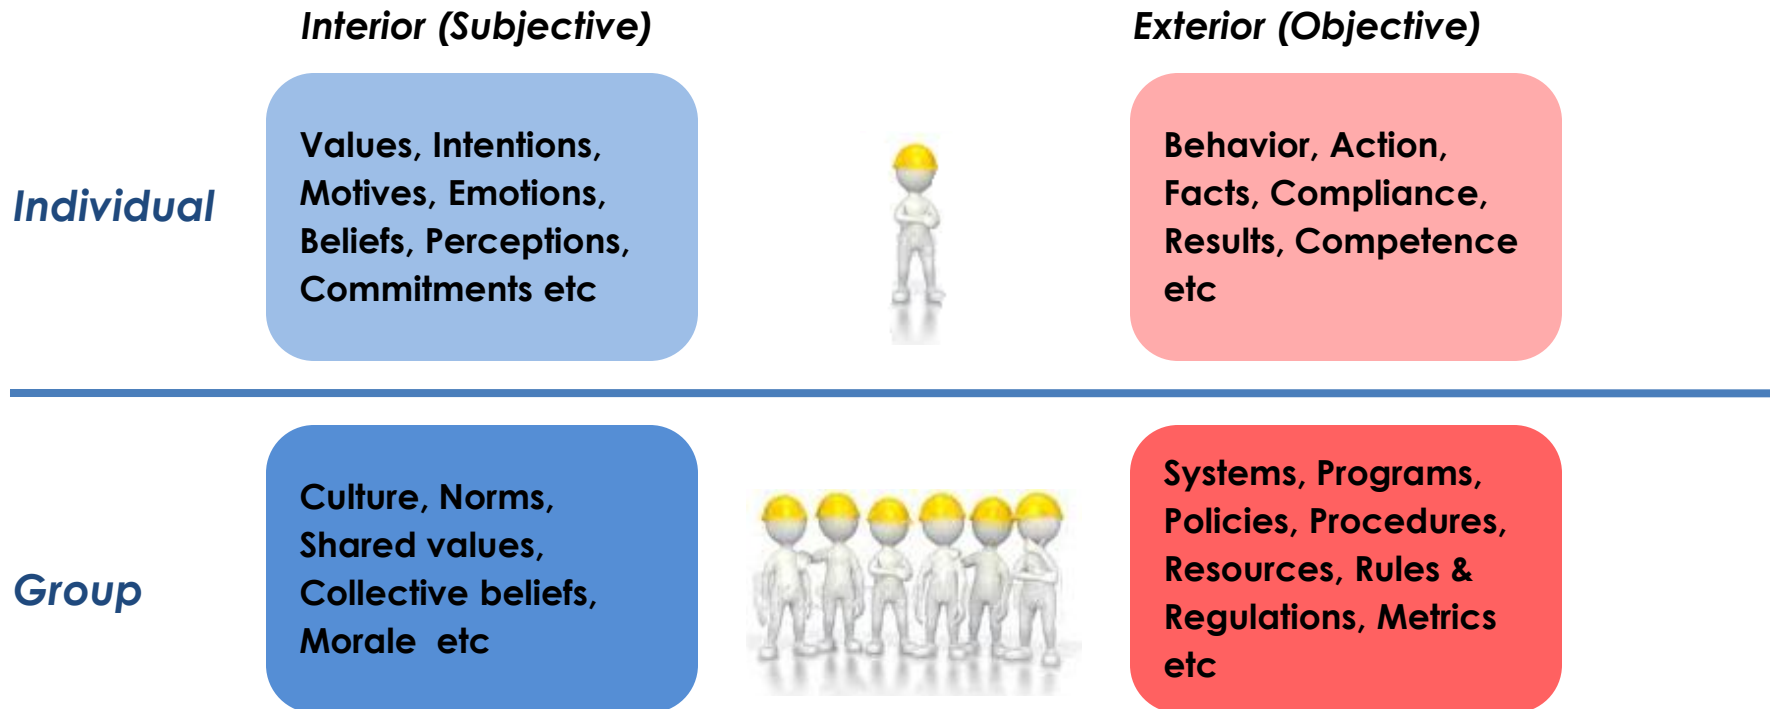 Interior (Subjective)
Exterior (Objective)
Individual
Values, Intentions,
Motives, Emotions,
Beliefs, Perceptions,
Commitments etc
Behavior, Action,
Facts, Compliance,
Results, Competence
etc
Group
Culture, Norms,
Shared values,
Collective beliefs,
Morale  etc
Systems, Programs,
Policies, Procedures,
Resources, Rules &
Regulations, Metrics
etc